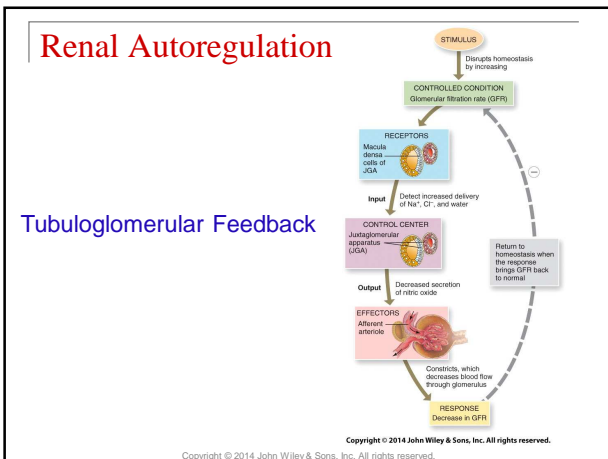 Renal Autoregulation
Tubuloglomerular Feedback
STIMULUS
Disrupts homeostasis
by increasing
CONTROLLED CONDITION
Glomerular filtration rate (GFR)
RECEPTORS
Macula
densa
cells of
JGA
Input
Detect increased delivery
of Na⁺, Cl⁻, and water
CONTROL CENTER
Juxtaglomerular
apparatus
(JGA)
Output
Decreased secretion
of nitric oxide
EFFECTORS
Afferent
arteriole
Constricts, which
decreases blood flow
through glomerulus
RESPONSE
Decrease in GFR
−
Return to
homeostasis when
the response
brings GFR back
to normal
Copyright © 2014 John Wiley & Sons, Inc. All rights reserved.
Copyright © 2014 John Wiley & Sons, Inc. All rights reserved.